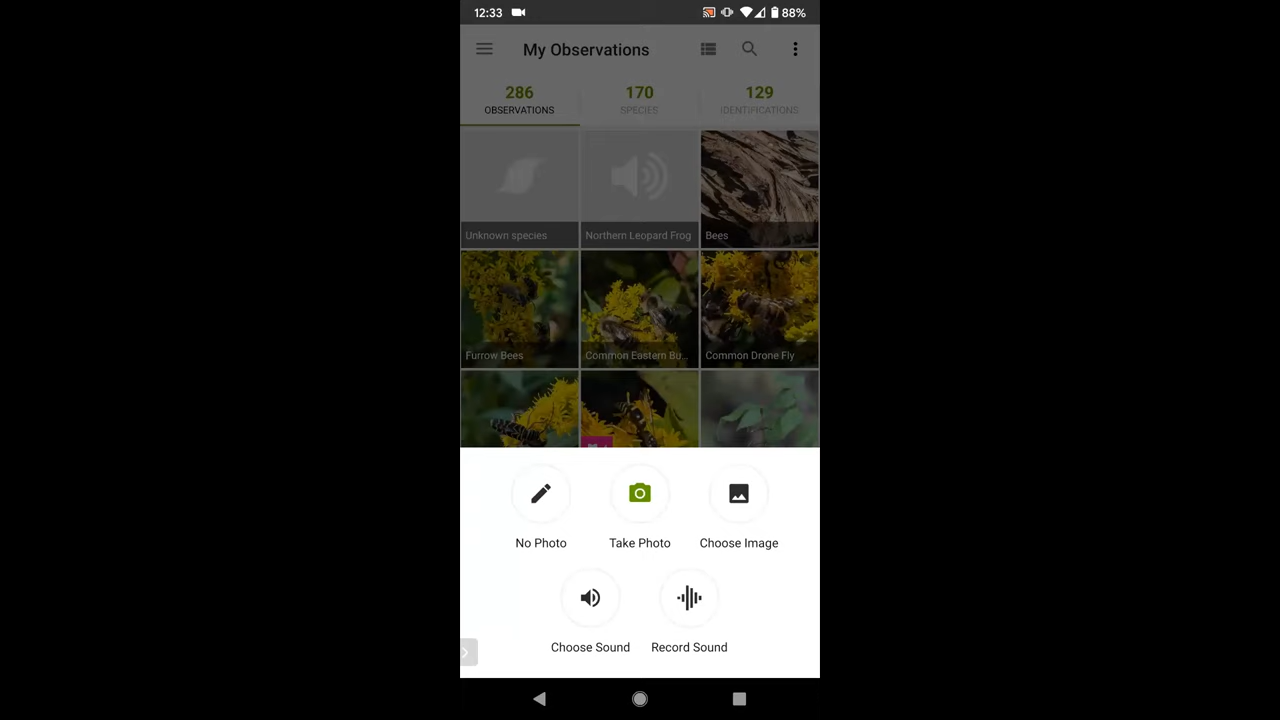 12:33 88%
My Observations
286 170 129
OBSERVATIONS SPECIES IDENTIFICATIONS
Unknown species Northern Leopard Frog Bees
Furrow Bees Common Eastern Bu... Common Drone Fly
No Photo Take Photo Choose Image
Choose Sound Record Sound